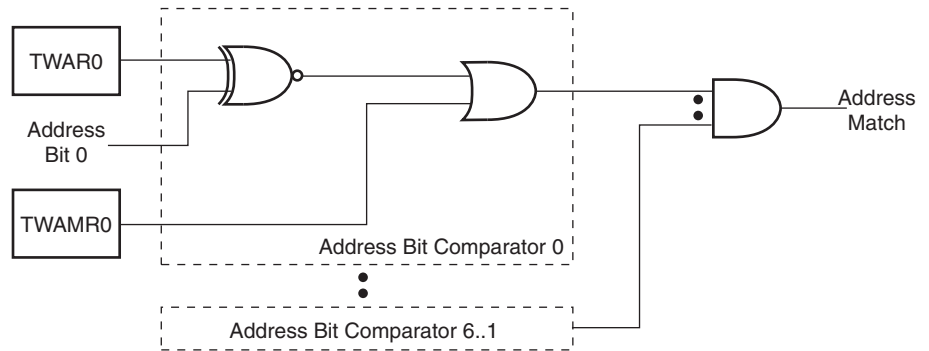 TWAR0
Address
Bit 0
TWAMR0
Address Bit Comparator 0
Address Bit Comparator 6..1
Address
Match